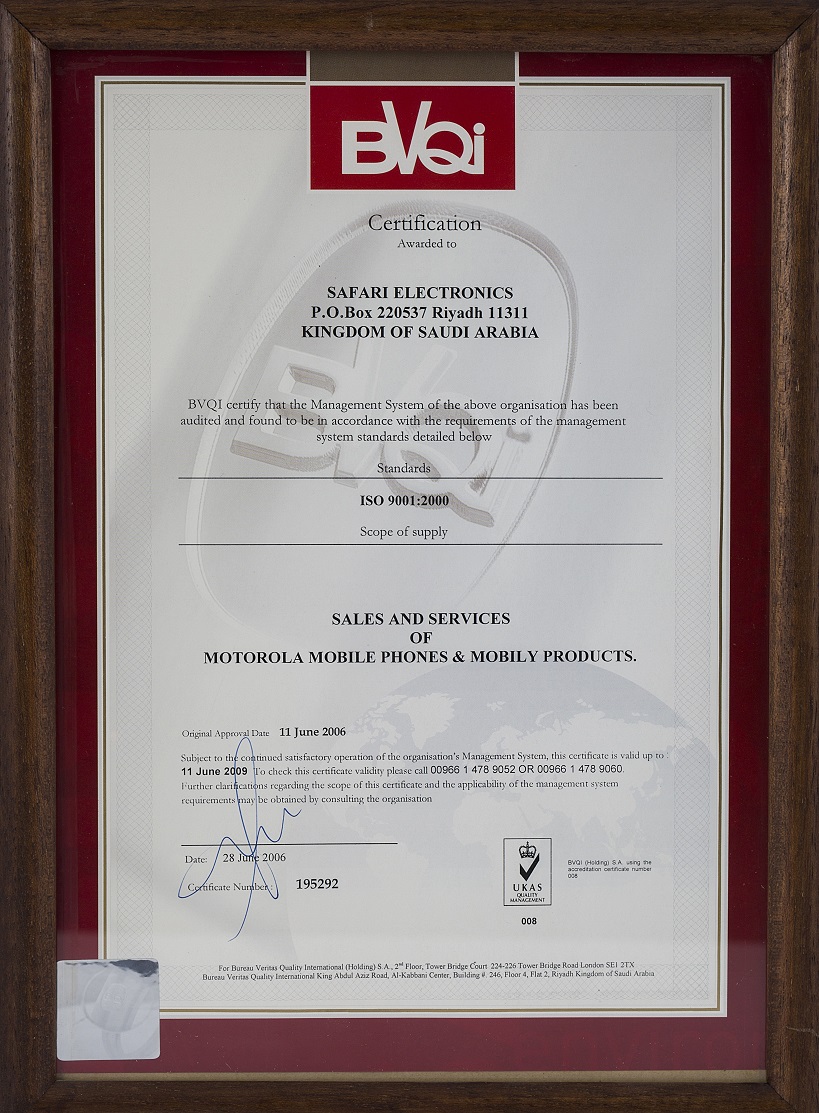 BVQi
Certification
Awarded to
SAFARI ELECTRONICS
P.O.Box 220537 Riyadh 11311
KINGDOM OF SAUDI ARABIA
BVQI certify that the Management System of the above organisation has been
audited and found to be in accordance with the requirements of the management
system standards detailed below
Standards
ISO 9001:2000
Scope of supply
SALES AND SERVICES
OF
MOTOROLA MOBILE PHONES & MOBILY PRODUCTS.
Original Approval Date 11 June 2006
Subject to the continued satisfactory operation of the organisation's Management System, this certificate is valid up to :
11 June 2009 To check this certificate validity please call 00966 1 478 9052 OR 00966 1 478 9060.
Further clarifications regarding the scope of this certificate and the applicability of the management system
requirements may be obtained by consulting the organisation
Date: 28 June 2006
Certificate Number : 195292
UKAS
QUALITY
MANAGEMENT
008
BVQI (Holding) S.A. using the
accreditation certificate number
008
For Bureau Veritas Quality International (Holding) S.A., 2nd Floor, Tower Bridge Court 224-226 Tower Bridge Road London SE1 2TX
Bureau Veritas Quality International King Abdul Aziz Road, Al-Kabbani Center, Building #. 246, Floor 4, Flat 2, Riyadh Kingdom of Saudi Arabia